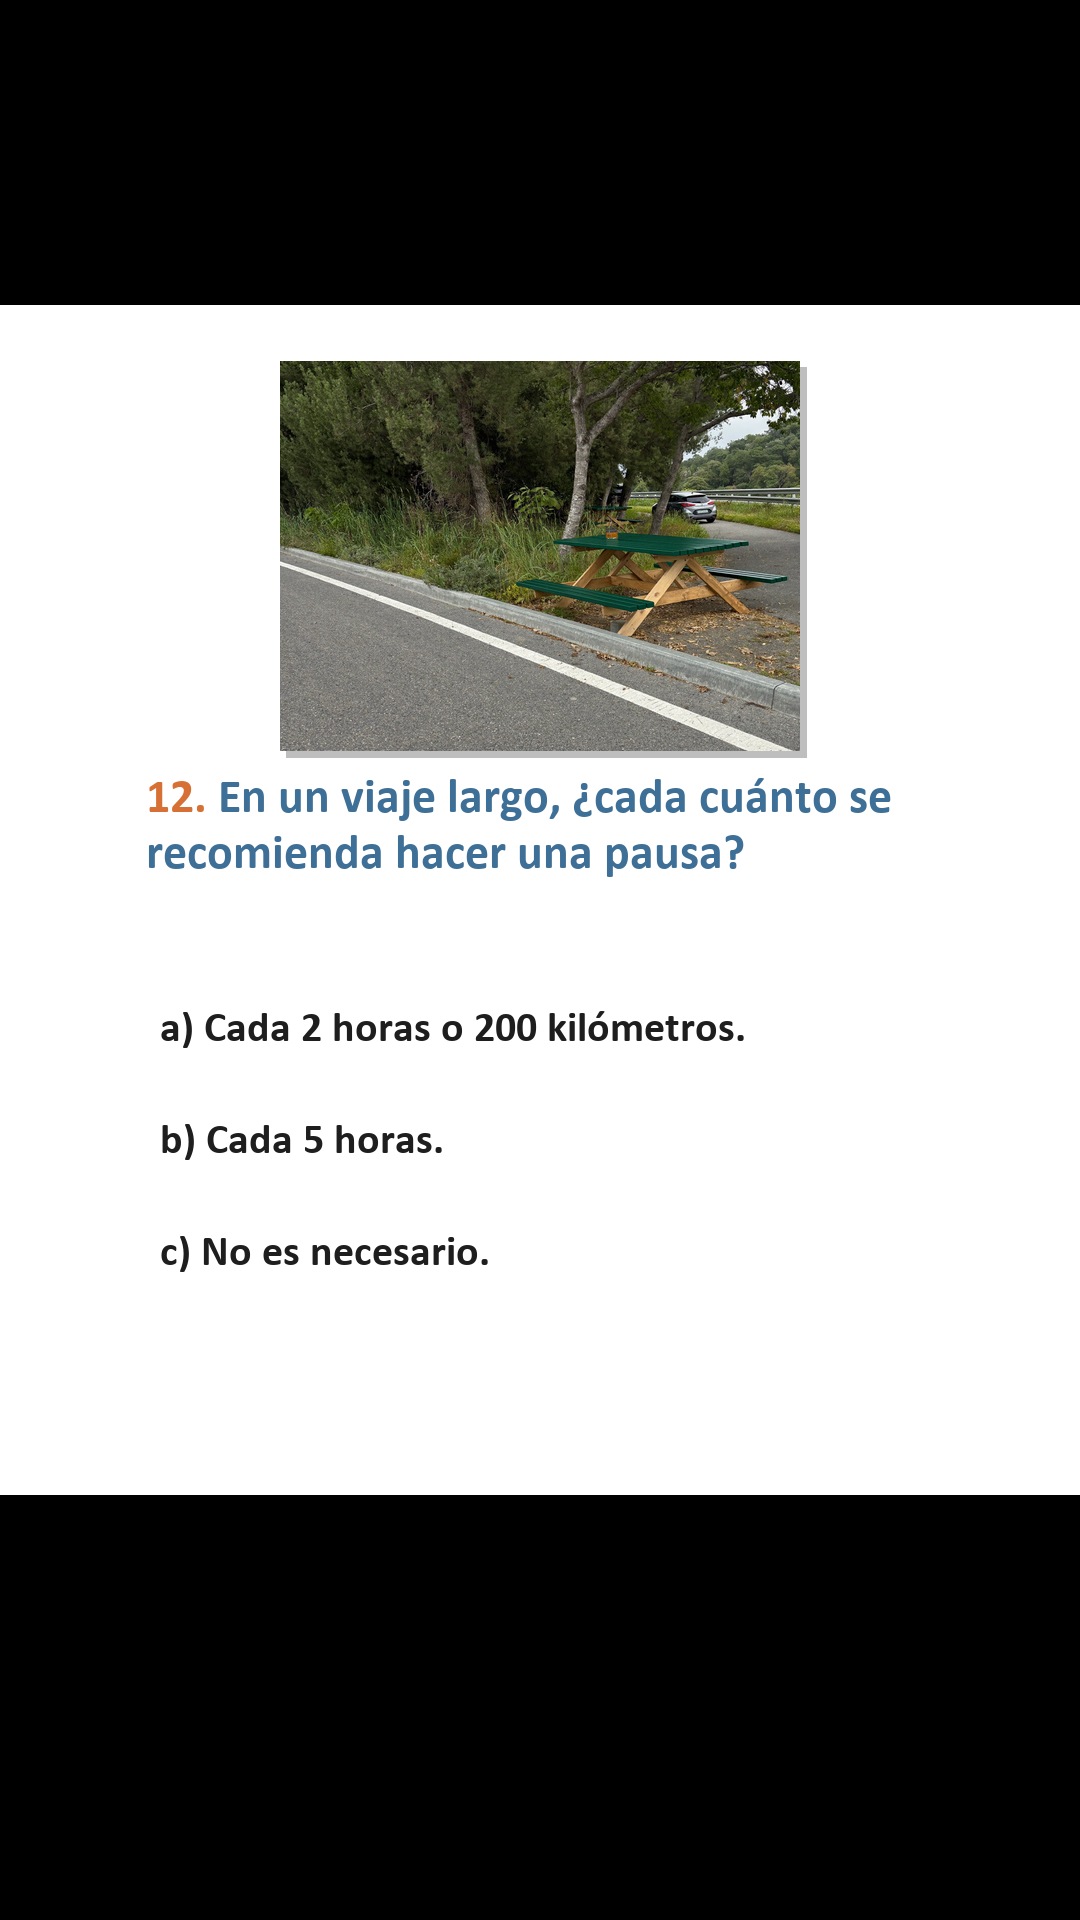 12. En un viaje largo, ¿cada cuánto se
recomienda hacer una pausa?
a) Cada 2 horas o 200 kilómetros.
b) Cada 5 horas.
c) No es necesario.